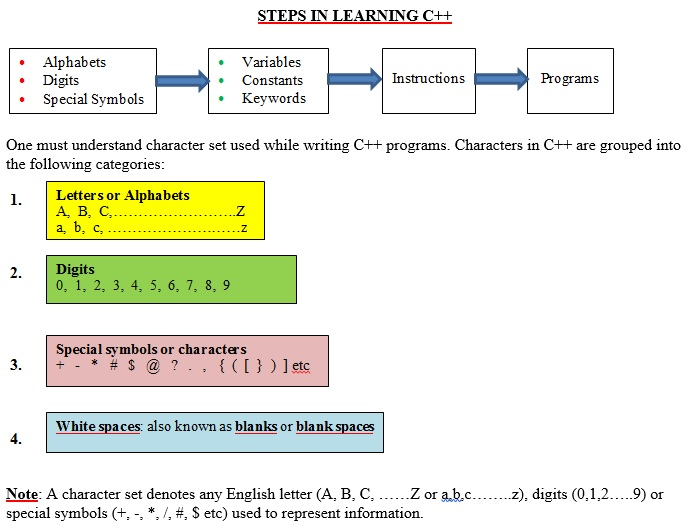 STEPS IN LEARNING C++
• Alphabets
• Digits
• Special Symbols
• Variables
• Constants
• Keywords
Instructions
Programs
One must understand character set used while writing C++ programs. Characters in C++ are grouped into
the following categories:
1.
Letters or Alphabets
A, B, C,..............................Z
a, b, c, ..............................z
2.
Digits
0, 1, 2, 3, 4, 5, 6, 7, 8, 9
3.
Special symbols or characters
+ - * # $ @ ? . , { ( [ } ) ] etc
4.
White spaces: also known as blanks or blank spaces
Note: A character set denotes any English letter (A, B, C, ……Z or a,b,c……..z), digits (0,1,2…..9) or
special symbols (+, -, *, /, #, $ etc) used to represent information.